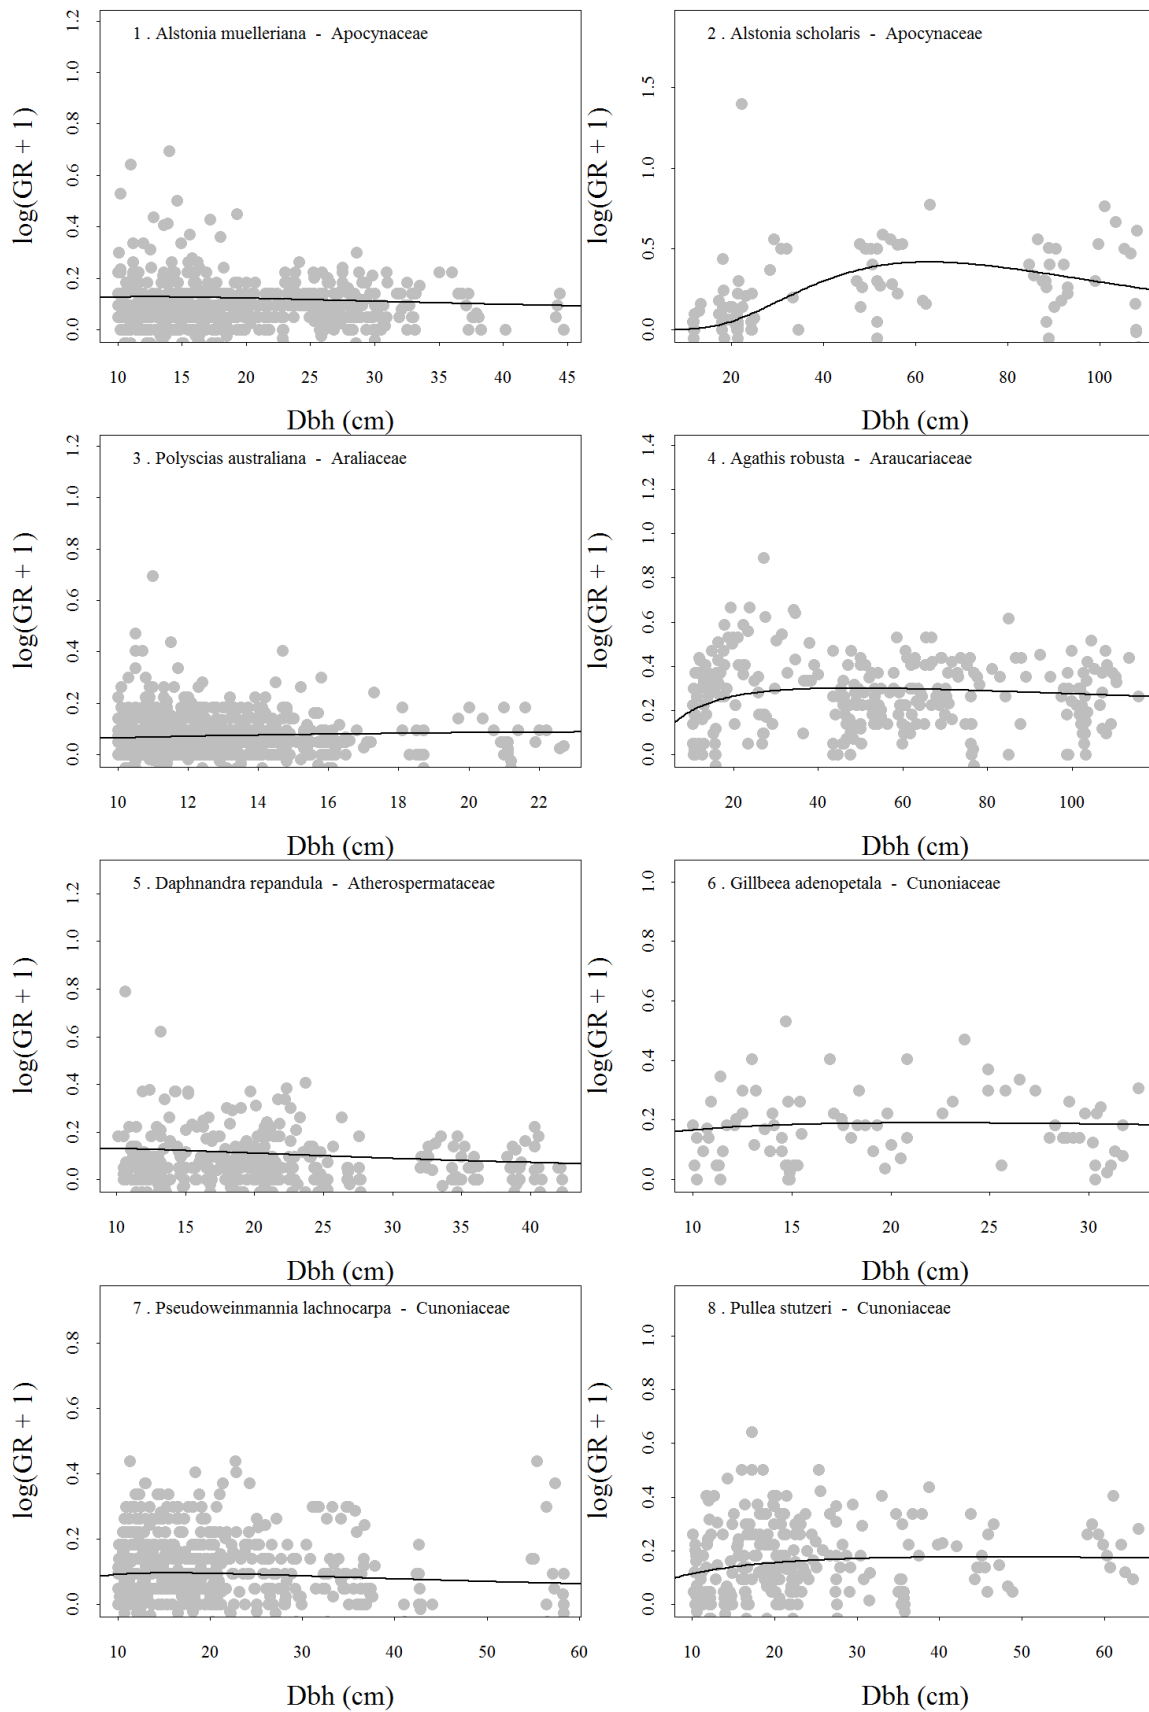 1 . Alstonia muelleriana - Apocynaceae
log(GR + 1)
0.0 0.2 0.4 0.6 0.8 1.0 1.2
10 15 20 25 30 35 40 45
Dbh (cm)
2 . Alstonia scholaris - Apocynaceae
log(GR + 1)
0.0 0.5 1.0 1.5
20 40 60 80 100
Dbh (cm)
3 . Polyscias australiana - Araliaceae
log(GR + 1)
0.0 0.2 0.4 0.6 0.8 1.0 1.2
10 12 14 16 18 20 22
Dbh (cm)
4 . Agathis robusta - Araucariaceae
log(GR + 1)
0.0 0.2 0.4 0.6 0.8 1.0 1.2 1.4
20 40 60 80 100
Dbh (cm)
5 . Daphnandra repandula - Atherospermataceae
log(GR + 1)
0.0 0.2 0.4 0.6 0.8 1.0 1.2
10 15 20 25 30 35 40
Dbh (cm)
6 . Gillbeea adenopetala - Cunoniaceae
log(GR + 1)
0.0 0.2 0.4 0.6 0.8 1.0
10 15 20 25 30
Dbh (cm)
7 . Pseudoweinmannia lachnocarpa - Cunoniaceae
log(GR + 1)
0.0 0.2 0.4 0.6 0.8
10 20 30 40 50 60
Dbh (cm)
8 . Pullea stutzeri - Cunoniaceae
log(GR + 1)
0.0 0.2 0.4 0.6 0.8 1.0
10 20 30 40 50 60
Dbh (cm)